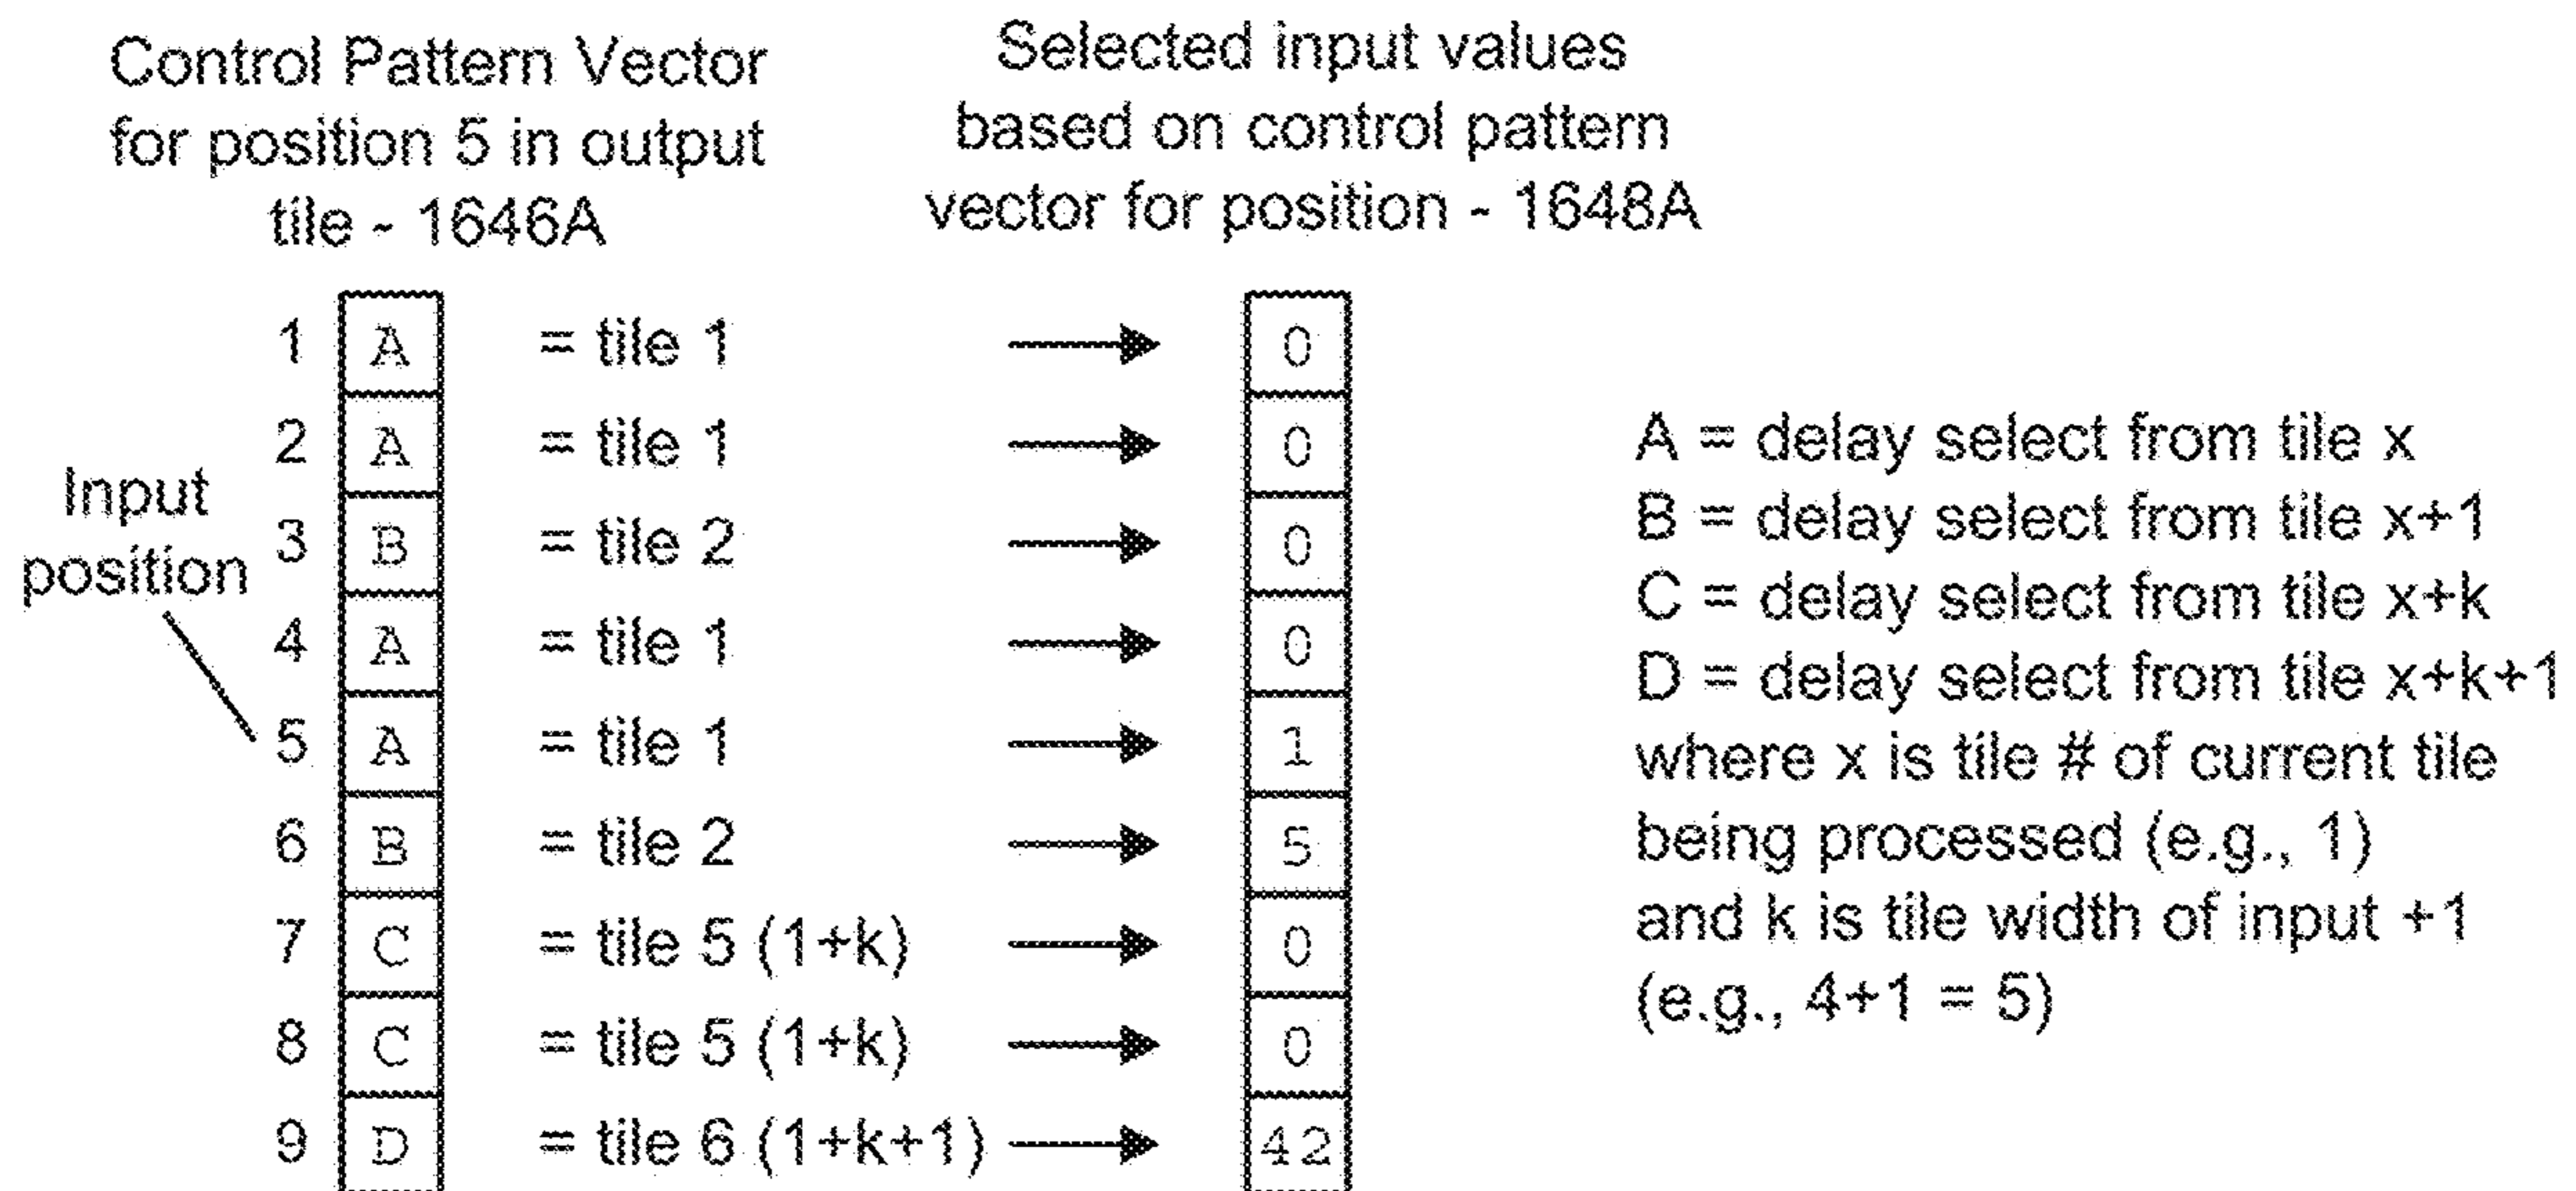 Control Pattern Vector
for position 5 in output
tile - 1646A
Selected input values
based on control pattern
vector for position - 1648A
Input
position
1 A = tile 1 0
2 A = tile 1 0
3 B = tile 2 0
4 A = tile 1 0
5 A = tile 1 1
6 B = tile 2 5
7 C = tile 5 (1+k) 0
8 C = tile 5 (1+k) 0
9 D = tile 6 (1+k+1) 42
A = delay select from tile x
B = delay select from tile x+1
C = delay select from tile x+k
D = delay select from tile x+k+1
where x is tile # of current tile
being processed (e.g., 1)
and k is tile width of input +1
(e.g., 4+1 = 5)